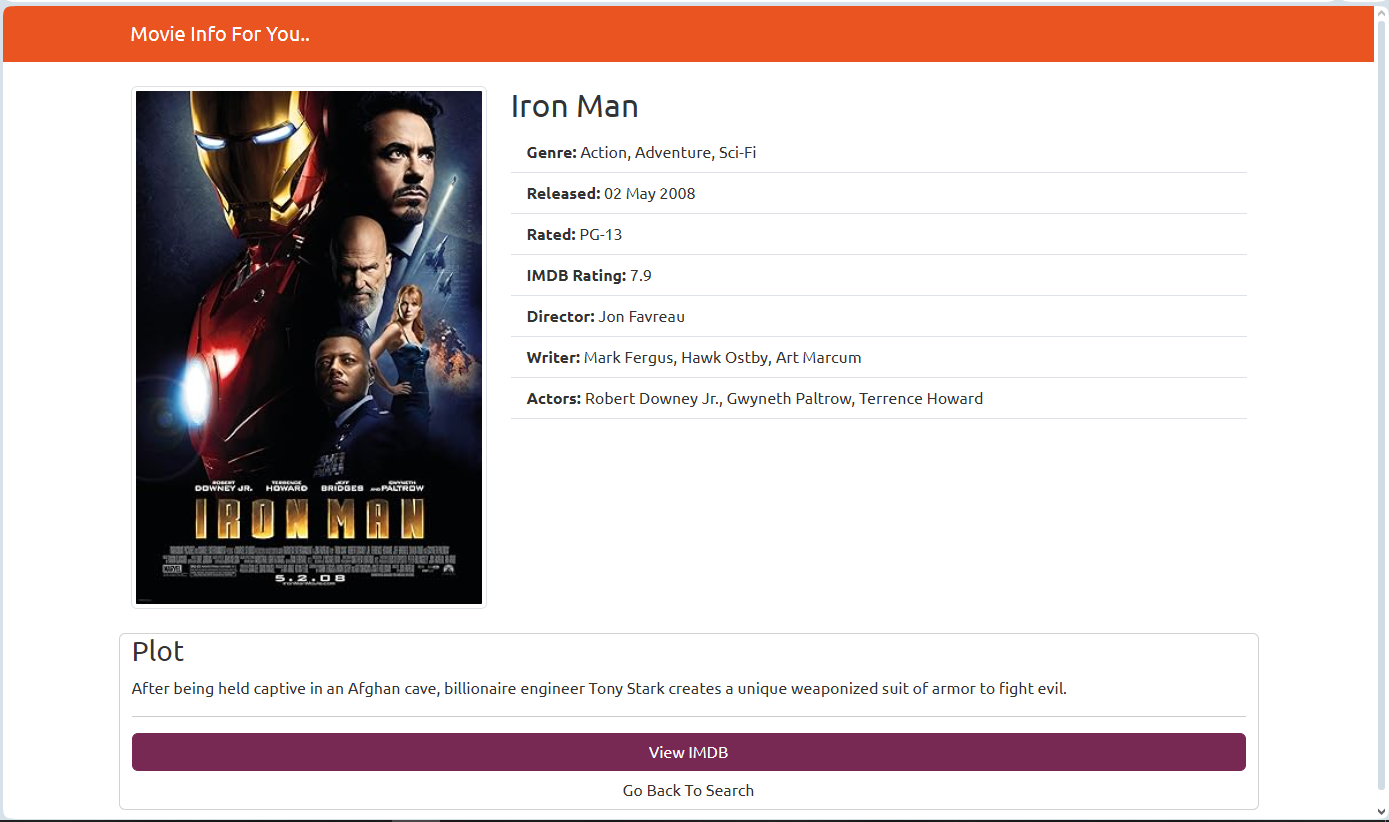 Movie Info For You..
Iron Man
Genre: Action, Adventure, Sci-Fi
Released: 02 May 2008
Rated: PG-13
IMDB Rating: 7.9
Director: Jon Favreau
Writer: Mark Fergus, Hawk Ostby, Art Marcum
Actors: Robert Downey Jr., Gwyneth Paltrow, Terrence Howard
ROBERT DOWNEY JR. TERRENCE HOWARD JEFF BRIDGES AND GWYNETH PALTROW
IRON MAN
MARVEL
5.2.08
Plot
After being held captive in an Afghan cave, billionaire engineer Tony Stark creates a unique weaponized suit of armor to fight evil.
View IMDB
Go Back To Search